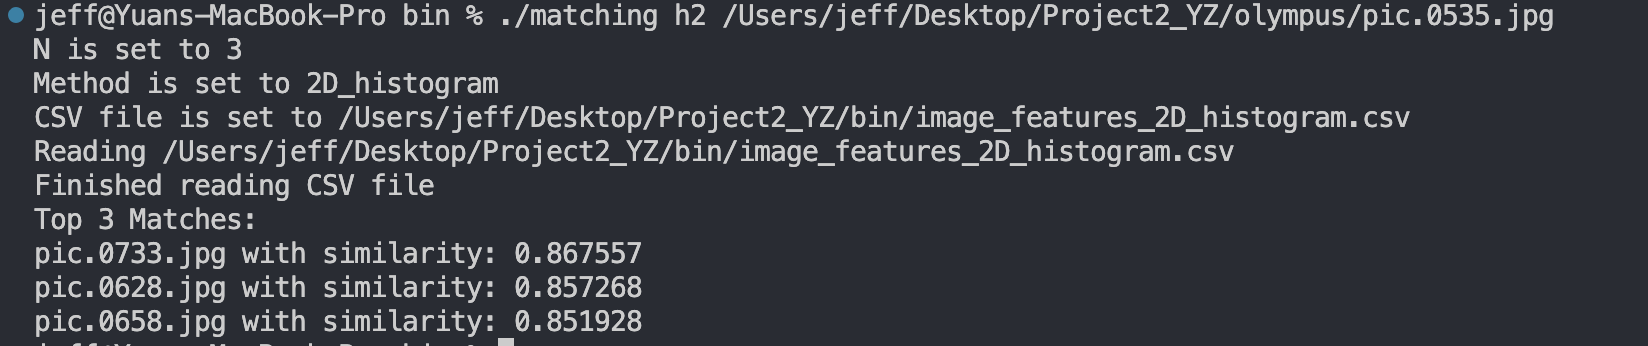 jeff@Yuans-MacBook-Pro bin % ./matching h2 /Users/jeff/Desktop/Project2_YZ/olympus/pic.0535.jpg
N is set to 3
Method is set to 2D_histogram
CSV file is set to /Users/jeff/Desktop/Project2_YZ/bin/image_features_2D_histogram.csv
Reading /Users/jeff/Desktop/Project2_YZ/bin/image_features_2D_histogram.csv
Finished reading CSV file
Top 3 Matches:
pic.0733.jpg with similarity: 0.867557
pic.0628.jpg with similarity: 0.857268
pic.0658.jpg with similarity: 0.851928